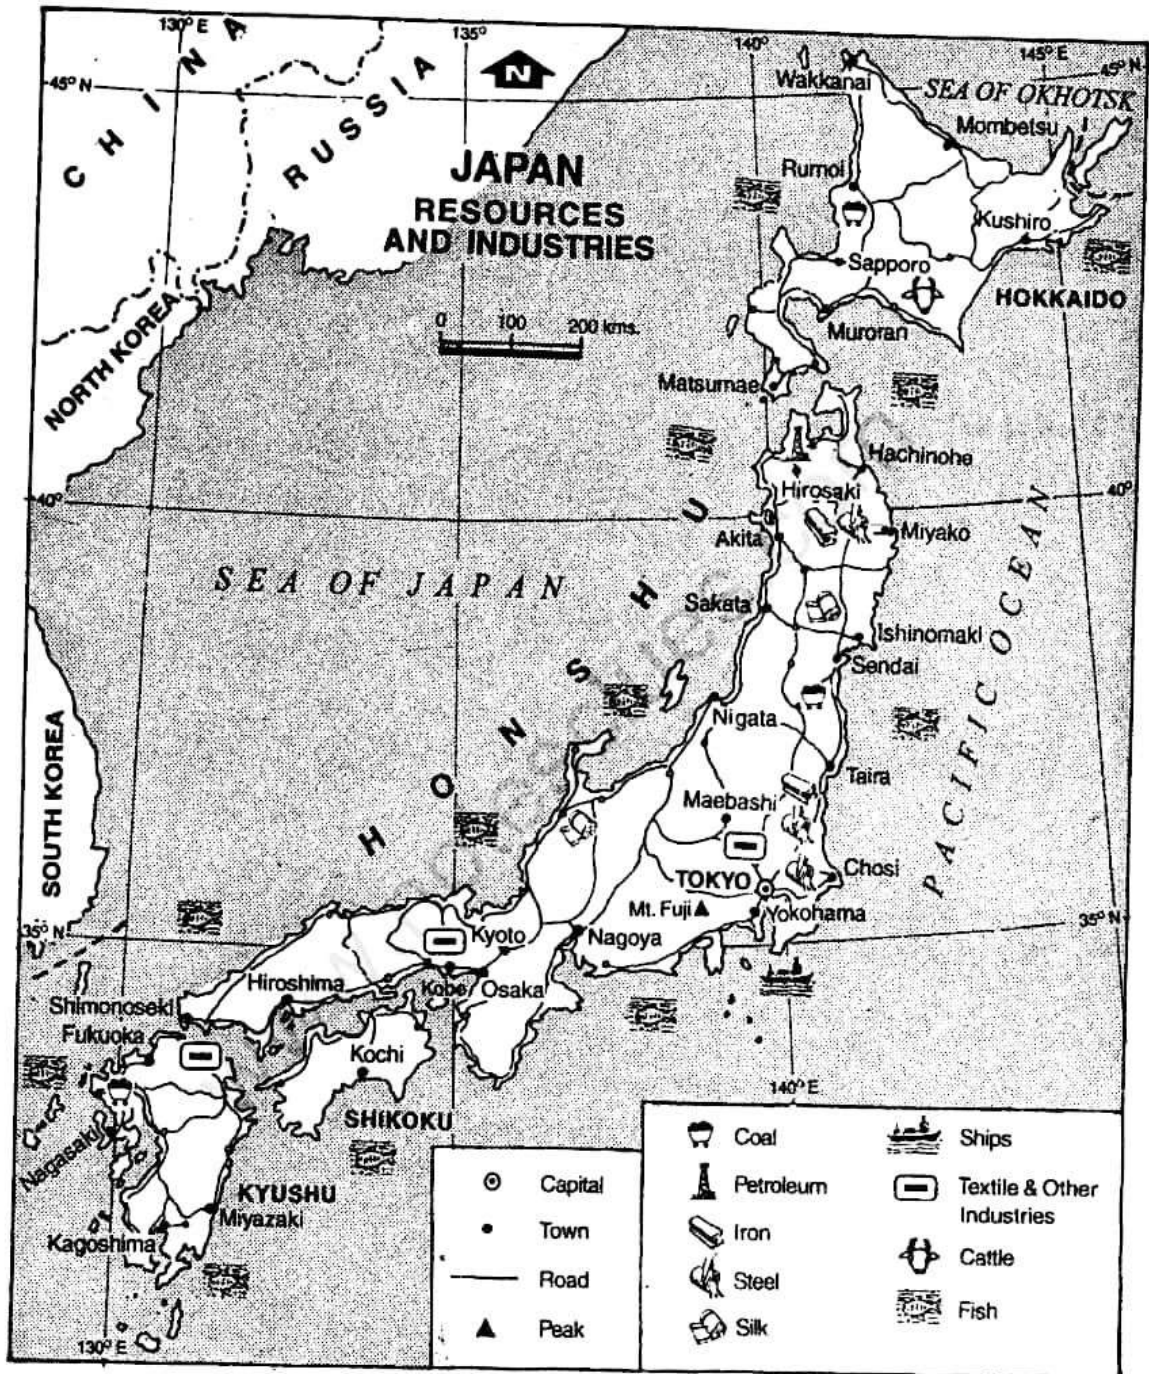 130° E
135°
140°
145° E
45° N
45° N
CHINA
RUSSIA
N
JAPAN
RESOURCES
AND INDUSTRIES
0 100 200 kms.
NORTH KOREA
SEA OF OKHOTSK
Wakkanai
Mombetsu
Rumoi
Kushiro
Sapporo
HOKKAIDO
Muroran
Matsumae
Hachinohe
Hirosaki
40°
40°
Akita
Miyako
SEA OF JAPAN
HONSHU
PACIFIC OCEAN
Sakata
Ishinomaki
Sendai
Nigata
Taira
Maebashi
SOUTH KOREA
TOKYO
Chosi
Mt. Fuji
Yokohama
35° N
35° N
Kyoto
Nagoya
Hiroshima
Kobe
Osaka
Shimonoseki
Fukuoka
Kochi
SHIKOKU
140° E
Nagasaki
KYUSHU
Miyazaki
Kagoshima
130° E
Capital
Town
Road
Peak
Coal
Petroleum
Iron
Steel
Silk
Ships
Textile & Other
Industries
Cattle
Fish